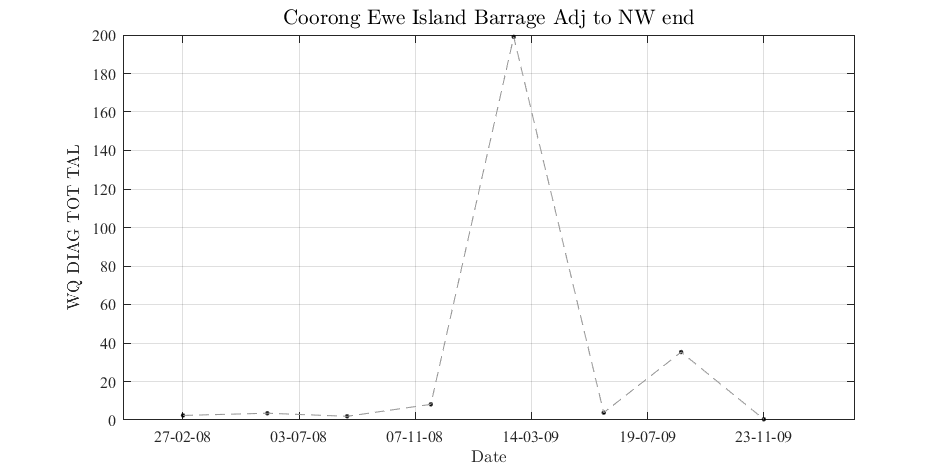 Coorong Ewe Island Barrage Adj to NW end
200
180
160
140
120
100
80
60
40
20
0
WQ DIAG TOT TAL
27-02-08 03-07-08 07-11-08 14-03-09 19-07-09 23-11-09
Date